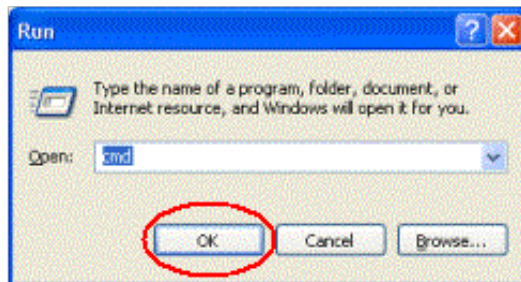 Run
Type the name of a program, folder, document, or
Internet resource, and Windows will open it for you.
Open: cmd
OK Cancel Browse...